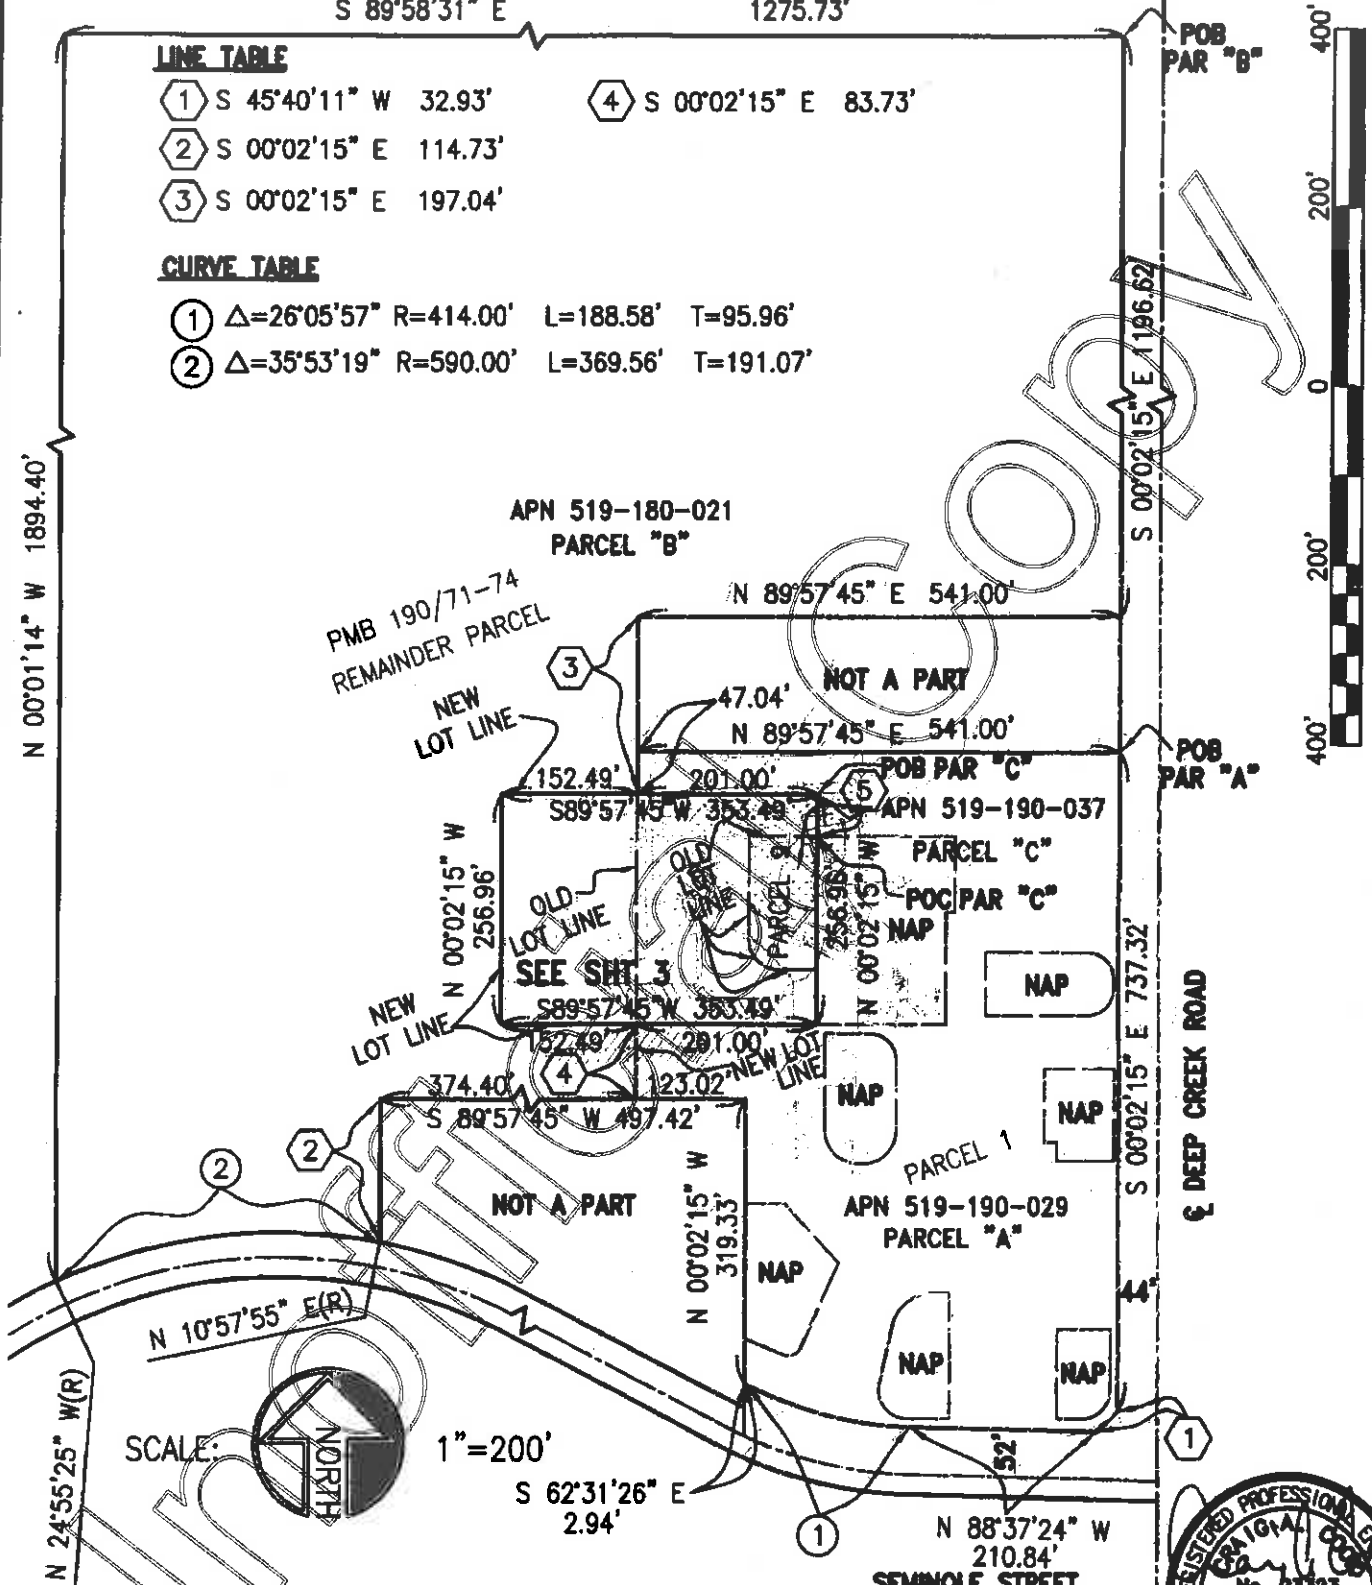 S 89°58'31" E 1275.73'
POB
PAR "B"
LINE TABLE
1 S 45°40'11" W 32.93'
4 S 00°02'15" E 83.73'
2 S 00°02'15" E 114.73'
3 S 00°02'15" E 197.04'
CURVE TABLE
1 Δ=26°05'57" R=414.00' L=188.58' T=95.96'
2 Δ=35°53'19" R=590.00' L=369.56' T=191.07'
400'
200'
0
200'
400'
S 00°02'15" E 1196.62'
N 00°01'14" W 1894.40'
APN 519-180-021
PARCEL "B"
PMB 190/71-74
REMAINDER PARCEL
N 89°57'45" E 541.00'
3
NOT A PART
47.04'
N 89°57'45" E 541.00'
NEW
LOT LINE
POB
PAR "A"
152.49'
201.00'
POB PAR "C"
5
S89°57'45"W 353.49'
APN 519-190-037
PARCEL "C"
POC PAR "C"
NAP
N 00°02'15" W
256.96'
OLD
LOT LINE
OLD
LOT
LINE
PARCEL 9
256.96'
N 00°02'15" W
SEE SHT 3
S89°57'45"W 353.49'
NEW
LOT LINE
152.49'
201.00'
NEW LOT
LINE
4
374.40'
123.02'
S 89°57'45" W 497.42'
NAP
NAP
NAP
S 00°02'15" E 737.32'
℄ DEEP CREEK ROAD
2
2
NOT A PART
N 00°02'15" W
319.33'
PARCEL 1
APN 519-190-029
PARCEL "A"
NAP
44'
N 10°57'55" E(R)
NAP
NAP
N 24°55'25" W(R)
SCALE:
NORTH
1"=200'
S 62°31'26" E
2.94'
1
52'
1
N 88°37'24" W
210.84'
SEMINOLE STREET
Copy